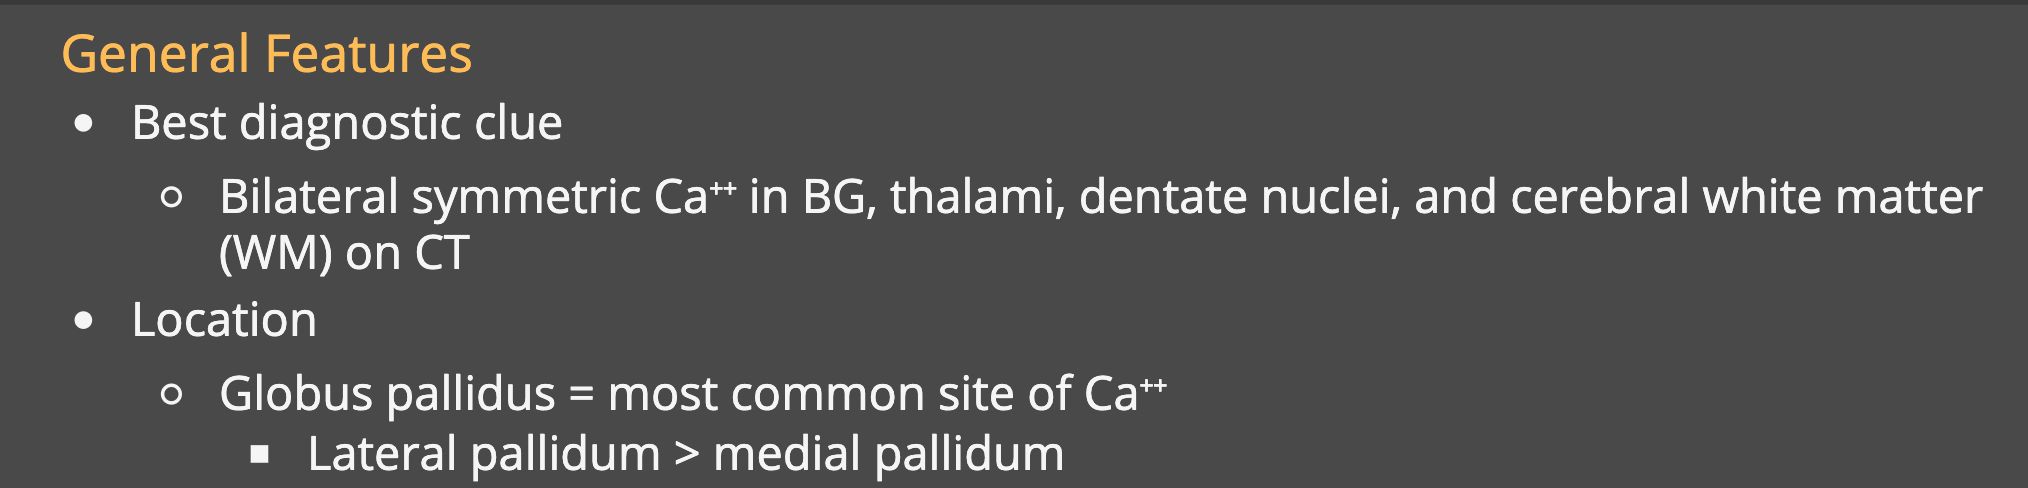 General Features
• Best diagnostic clue
○ Bilateral symmetric Ca⁺⁺ in BG, thalami, dentate nuclei, and cerebral white matter
(WM) on CT
• Location
○ Globus pallidus = most common site of Ca⁺⁺
▪ Lateral pallidum > medial pallidum